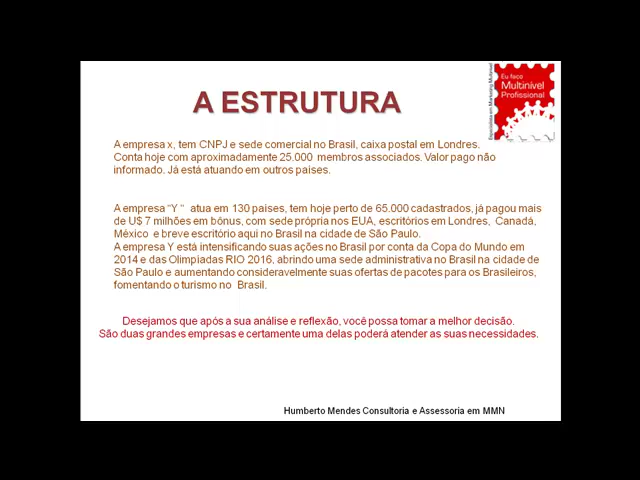 A ESTRUTURA
Eu faço
Multinível
Profissional
Especialista em Marketing Multinível
A empresa x, tem CNPJ e sede comercial no Brasil, caixa postal em Londres.
Conta hoje com aproximadamente 25.000 membros associados. Valor pago não
informado. Já está atuando em outros países.
A empresa “Y “ atua em 130 países, tem hoje perto de 65.000 cadastrados, já pagou mais
de U$ 7 milhões em bônus, com sede própria nos EUA, escritórios em Londres, Canadá,
México e breve escritório aqui no Brasil na cidade de São Paulo.
A empresa Y está intensificando suas ações no Brasil por conta da Copa do Mundo em
2014 e das Olimpíadas RIO 2016, abrindo uma sede administrativa no Brasil na cidade de
São Paulo e aumentando consideravelmente suas ofertas de pacotes para os Brasileiros,
fomentando o turismo no Brasil.
Desejamos que após a sua análise e reflexão, você possa tomar a melhor decisão.
São duas grandes empresas e certamente uma delas poderá atender as suas necessidades.
Humberto Mendes Consultoria e Assessoria em MMN